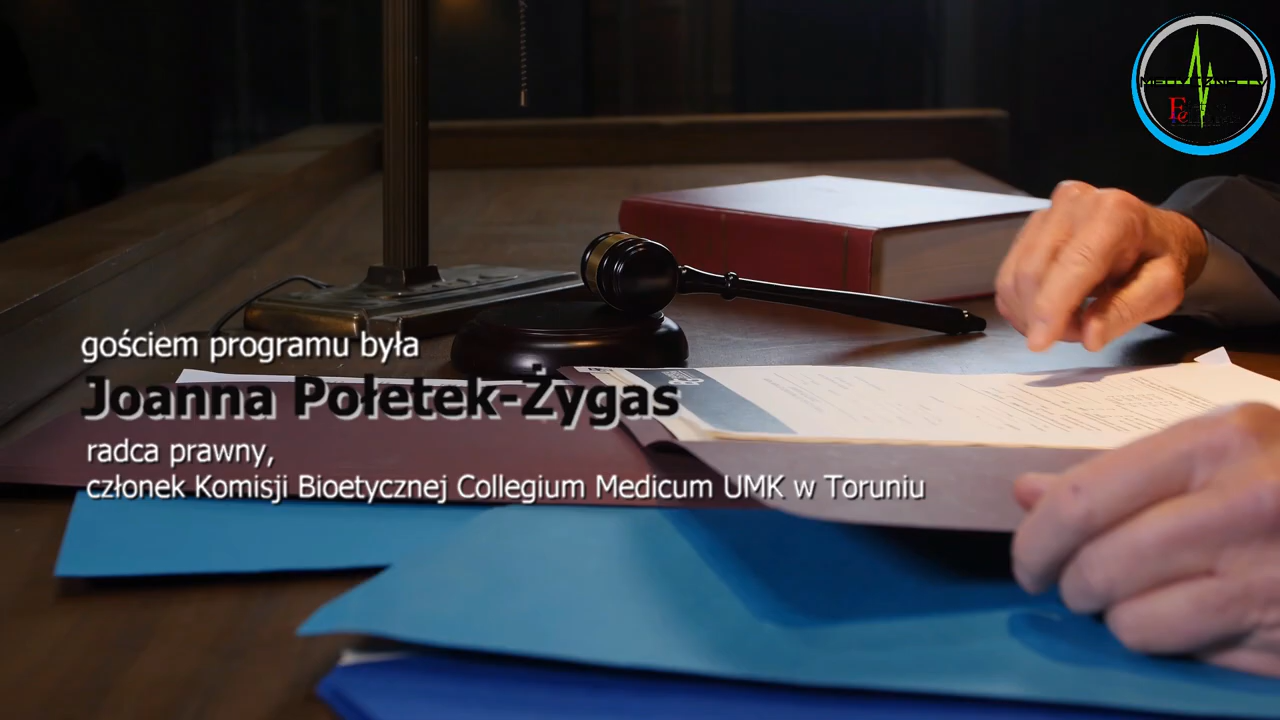 gościem programu była
Joanna Połetek-Żygas
radca prawny,
członek Komisji Bioetycznej Collegium Medicum UMK w Toruniu